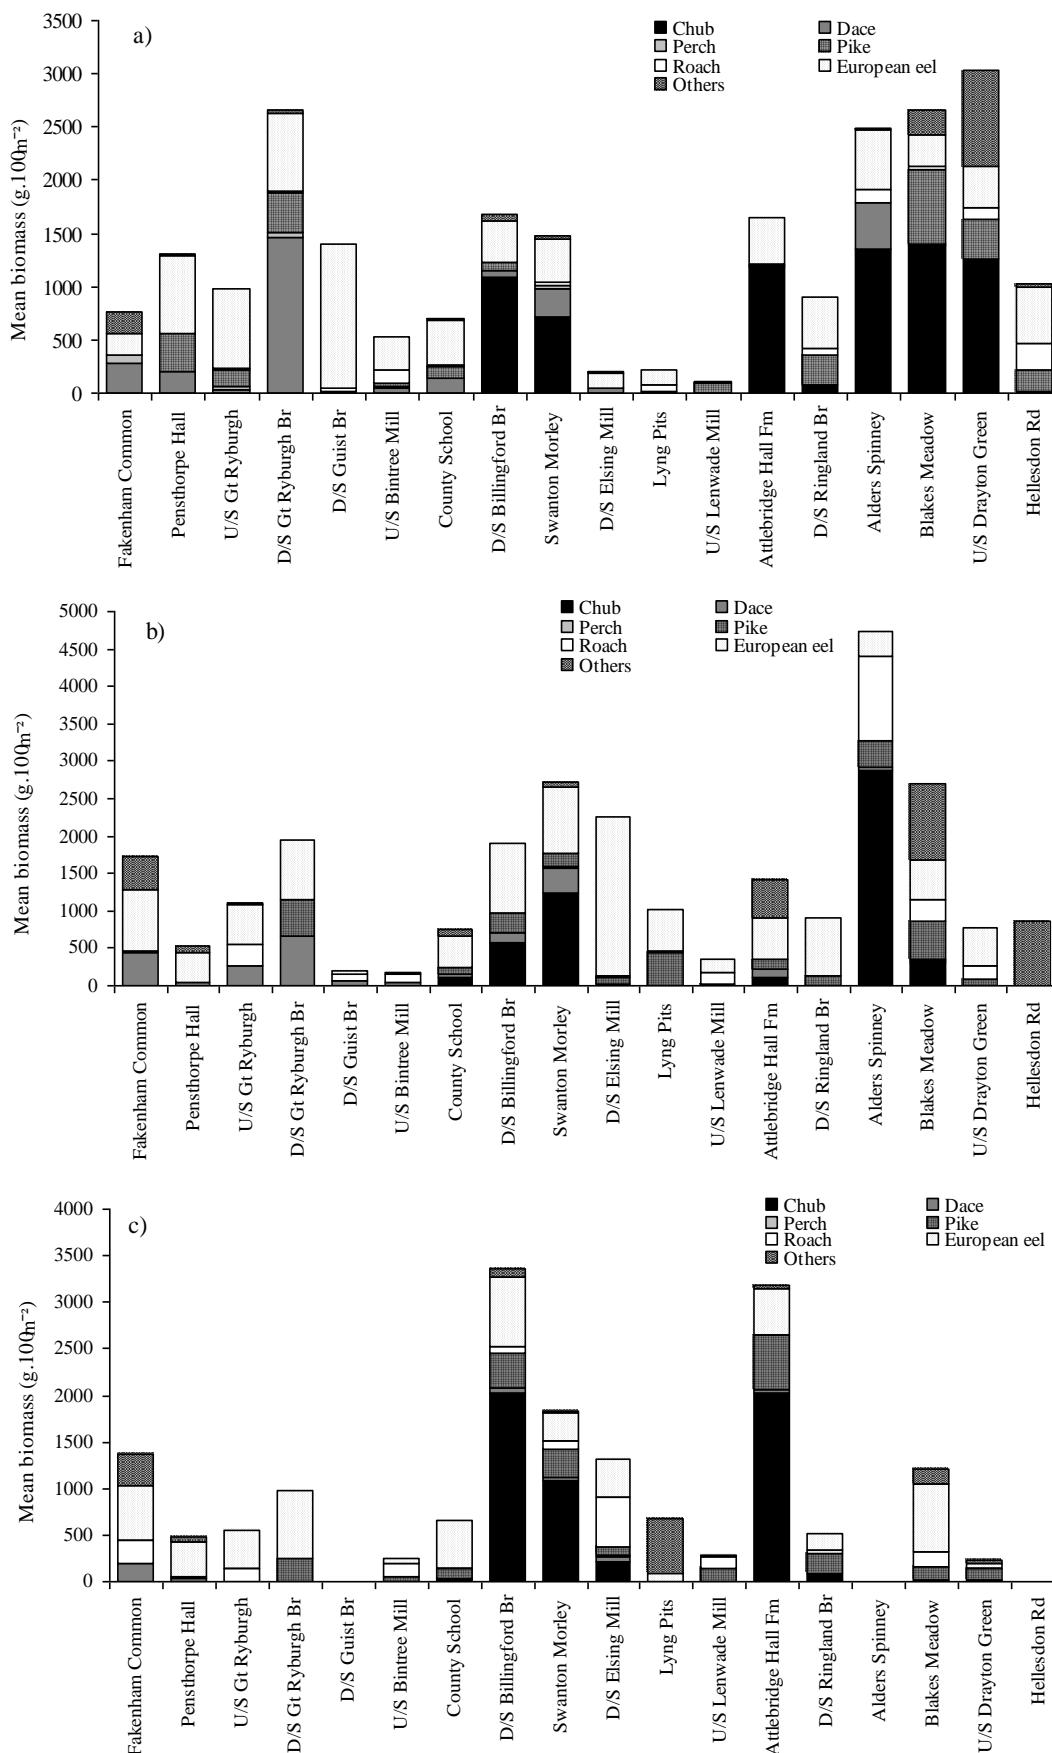 a)
Chub Dace
Perch Pike
Roach European eel
Others
Mean biomass (g.100m⁻²)
3500
3000
2500
2000
1500
1000
500
0
Fakenham Common
Pensthorpe Hall
U/S Gt Ryburgh
D/S Gt Ryburgh Br
D/S Guist Br
U/S Bintree Mill
County School
D/S Billingford Br
Swanton Morley
D/S Elsing Mill
Lyng Pits
U/S Lenwade Mill
Attlebridge Hall Fm
D/S Ringland Br
Alders Spinney
Blakes Meadow
U/S Drayton Green
Hellesdon Rd
b)
Chub Dace
Perch Pike
Roach European eel
Others
Mean biomass (g.100m⁻²)
5000
4500
4000
3500
3000
2500
2000
1500
1000
500
0
Fakenham Common
Pensthorpe Hall
U/S Gt Ryburgh
D/S Gt Ryburgh Br
D/S Guist Br
U/S Bintree Mill
County School
D/S Billingford Br
Swanton Morley
D/S Elsing Mill
Lyng Pits
U/S Lenwade Mill
Attlebridge Hall Fm
D/S Ringland Br
Alders Spinney
Blakes Meadow
U/S Drayton Green
Hellesdon Rd
c)
Chub Dace
Perch Pike
Roach European eel
Others
Mean biomass (g.100m⁻²)
4000
3500
3000
2500
2000
1500
1000
500
0
Fakenham Common
Pensthorpe Hall
U/S Gt Ryburgh
D/S Gt Ryburgh Br
D/S Guist Br
U/S Bintree Mill
County School
D/S Billingford Br
Swanton Morley
D/S Elsing Mill
Lyng Pits
U/S Lenwade Mill
Attlebridge Hall Fm
D/S Ringland Br
Alders Spinney
Blakes Meadow
U/S Drayton Green
Hellesdon Rd